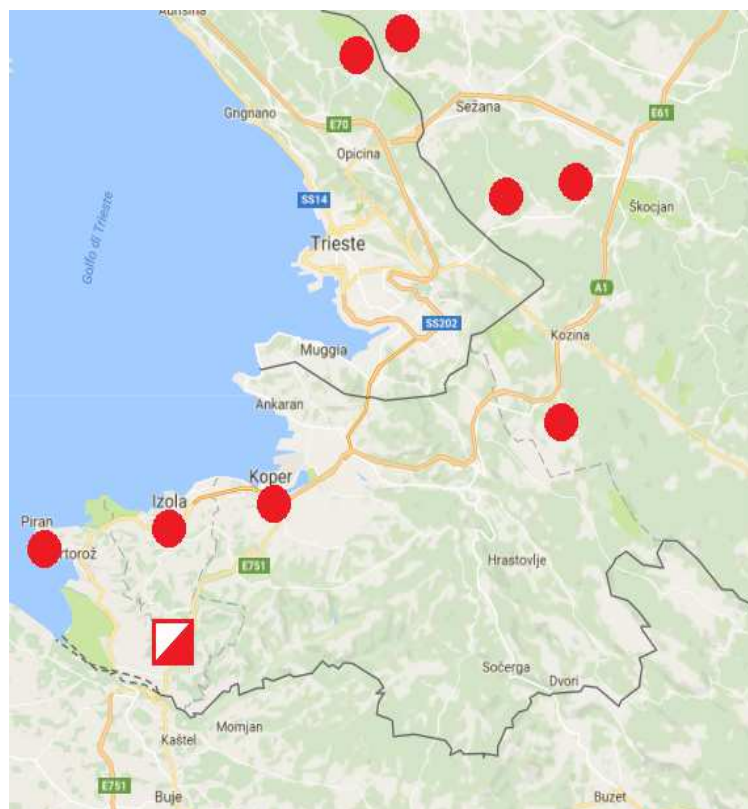 Grignano
E61
Sežana
E70
Opicina
SS14
Škocjan
Golfo di Trieste
Trieste
A1
SS202
Kozina
Muggia
Ankaran
Koper
Izola
Piran
E751
Hrastovlje
Sočerga
Dvori
Momjan
Kaštel
E751
Buje
Buzet